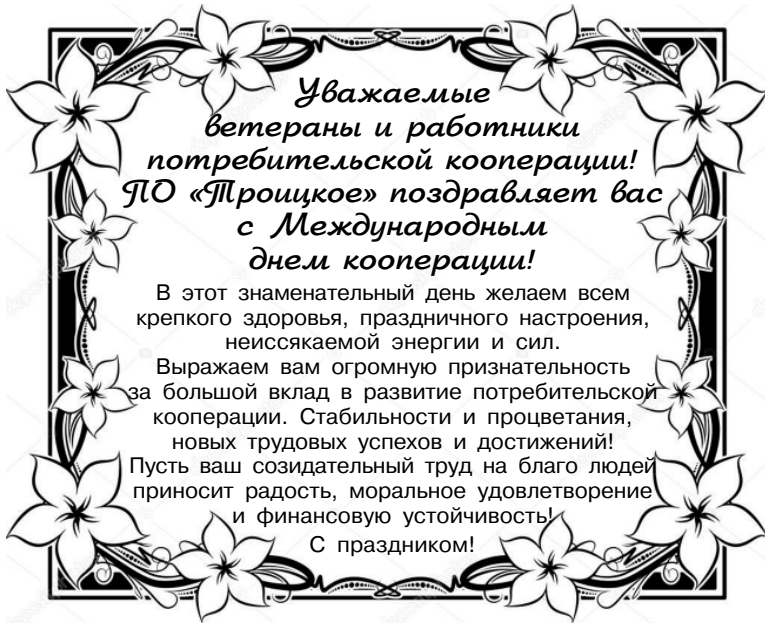 Уважаемые
ветераны и работники
потребительской кооперации!
ПО «Троицкое» поздравляет вас
с Международным
днем кооперации!
В этот знаменательный день желаем всем
крепкого здоровья, праздничного настроения,
неиссякаемой энергии и сил.
Выражаем вам огромную признательность
за большой вклад в развитие потребительской
кооперации. Стабильности и процветания,
новых трудовых успехов и достижений!
Пусть ваш созидательный труд на благо людей
приносит радость, моральное удовлетворение
и финансовую устойчивость!
С праздником!